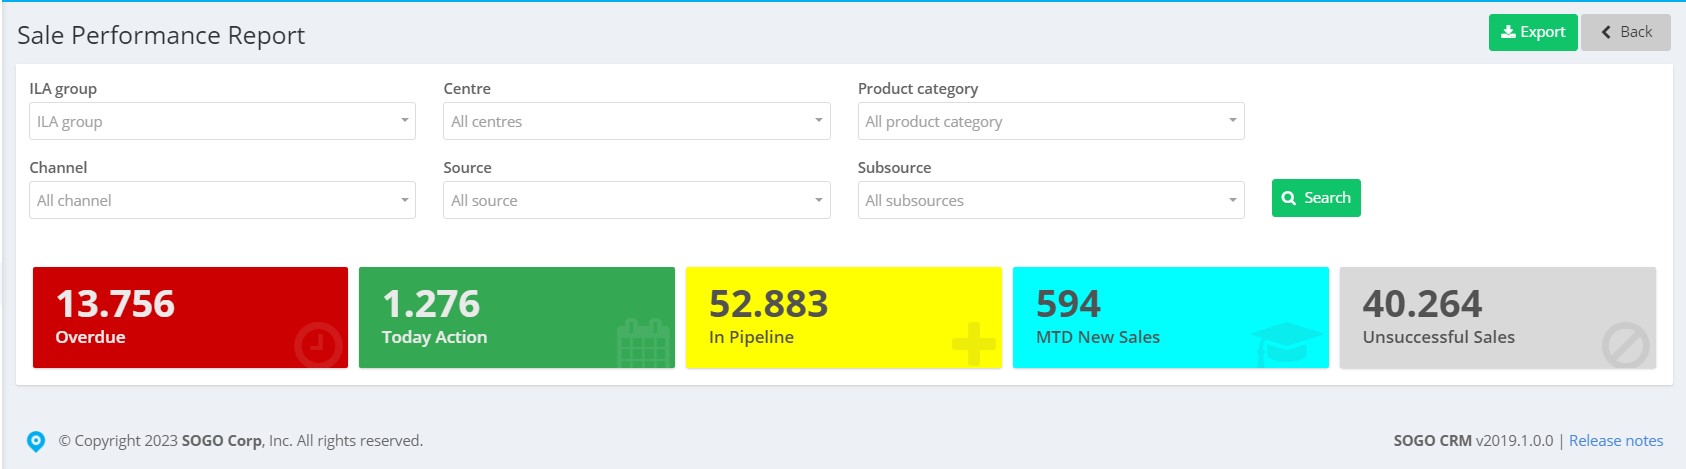 Sale Performance Report
Export
Back
ILA group
Centre
Product category
ILA group
All centres
All product category
Channel
Source
Subsource
All channel
All source
All subsources
Search
13.756
Overdue
1.276
Today Action
52.883
In Pipeline
594
MTD New Sales
40.264
Unsuccessful Sales
© Copyright 2023 SOGO Corp, Inc. All rights reserved.
SOGO CRM v2019.1.0.0 | Release notes